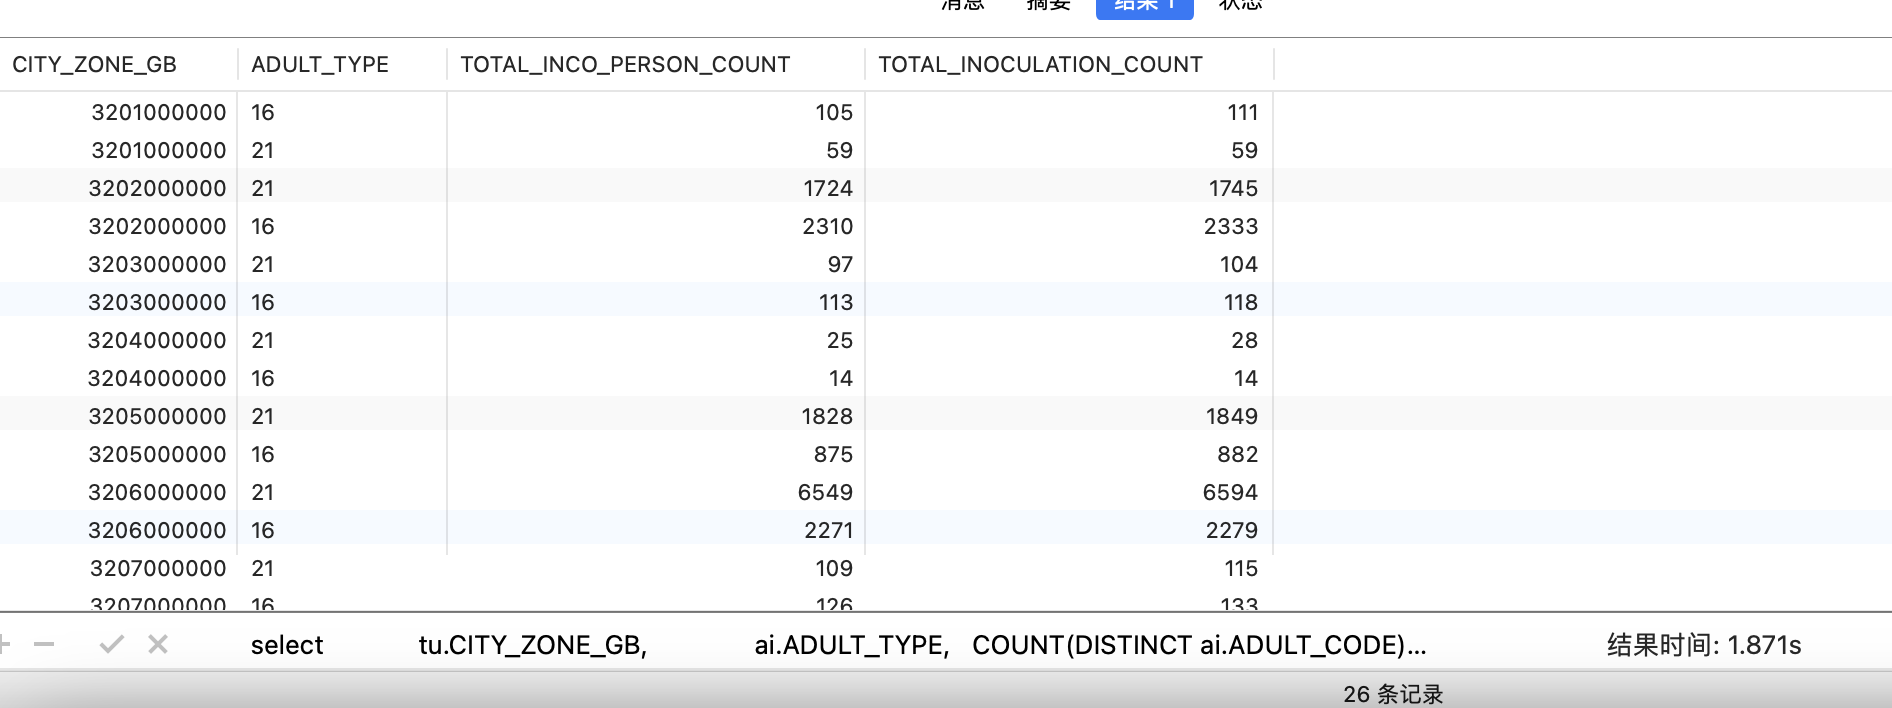 消息 摘要 结果 1 状态
CITY_ZONE_GB ADULT_TYPE TOTAL_INCO_PERSON_COUNT TOTAL_INOCULATION_COUNT
3201000000 16 105 111
3201000000 21 59 59
3202000000 21 1724 1745
3202000000 16 2310 2333
3203000000 21 97 104
3203000000 16 113 118
3204000000 21 25 28
3204000000 16 14 14
3205000000 21 1828 1849
3205000000 16 875 882
3206000000 21 6549 6594
3206000000 16 2271 2279
3207000000 21 109 115
3207000000 16 126 133
select tu.CITY_ZONE_GB, ai.ADULT_TYPE, COUNT(DISTINCT ai.ADULT_CODE)... 结果时间: 1.871s
26 条记录